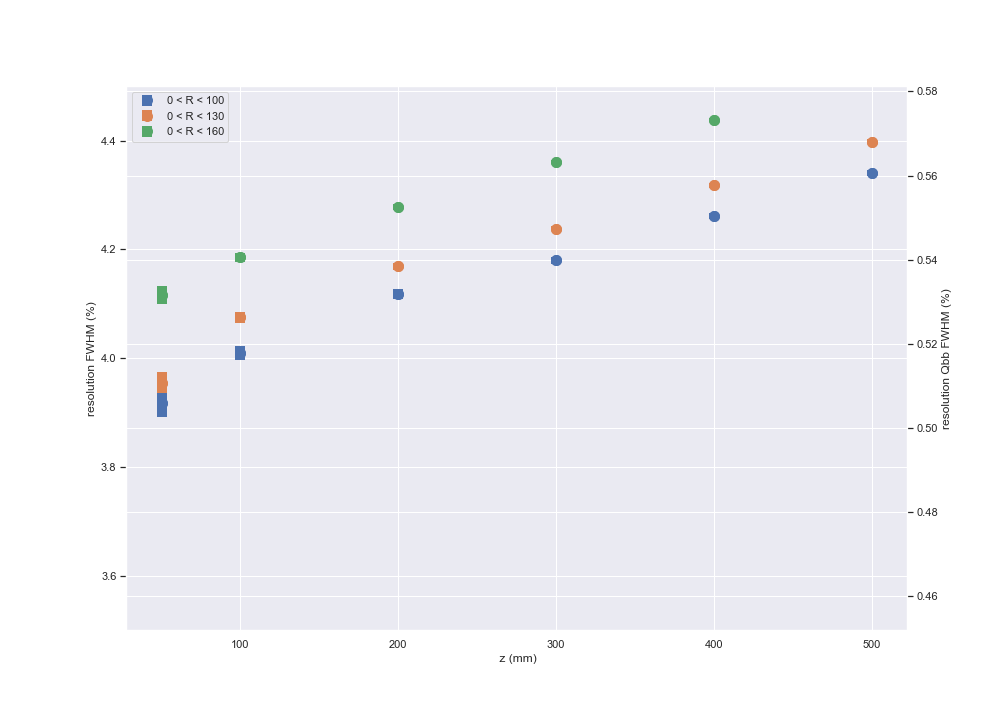 0 < R < 100
0 < R < 130
0 < R < 160
resolution FWHM (%)
4.4
4.2
4.0
3.8
3.6
0.58
0.56
0.54
0.52
0.50
0.48
0.46
resolution Qbb FWHM (%)
100 200 300 400 500
z (mm)